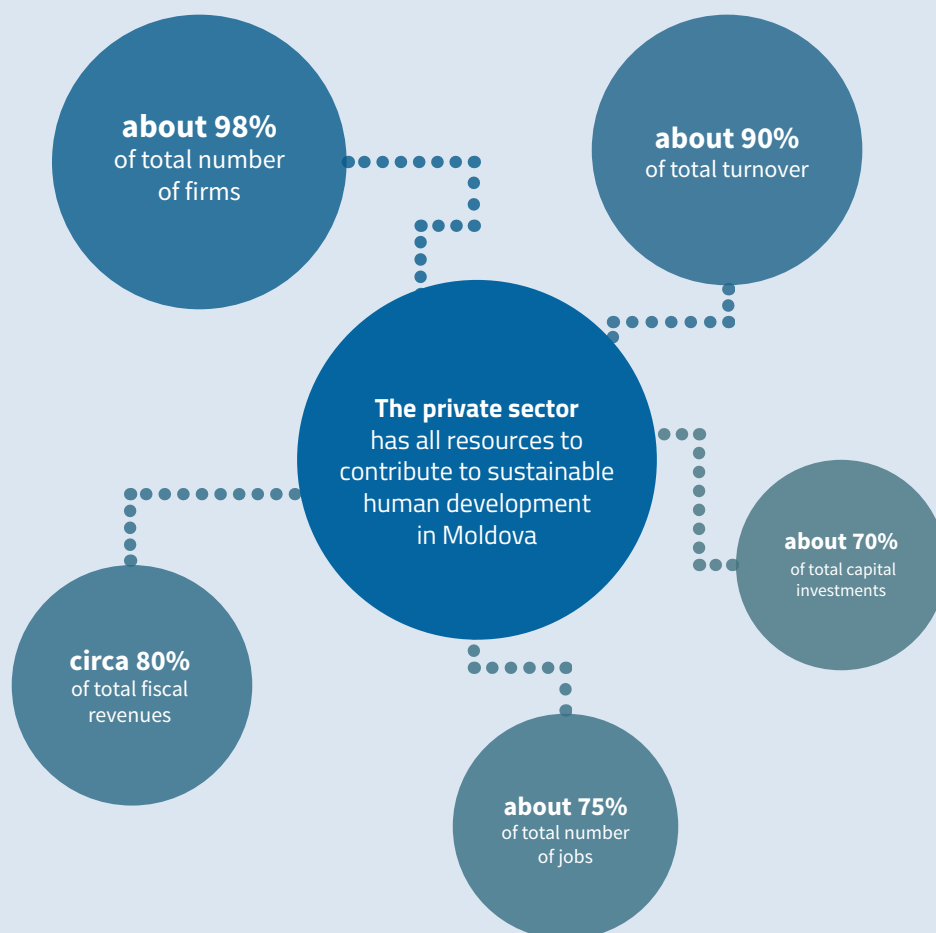 about 98%
of total number
of firms
about 90%
of total turnover
The private sector
has all resources to
contribute to sustainable
human development
in Moldova
about 70%
of total capital
investments
circa 80%
of total fiscal
revenues
about 75%
of total number
of jobs